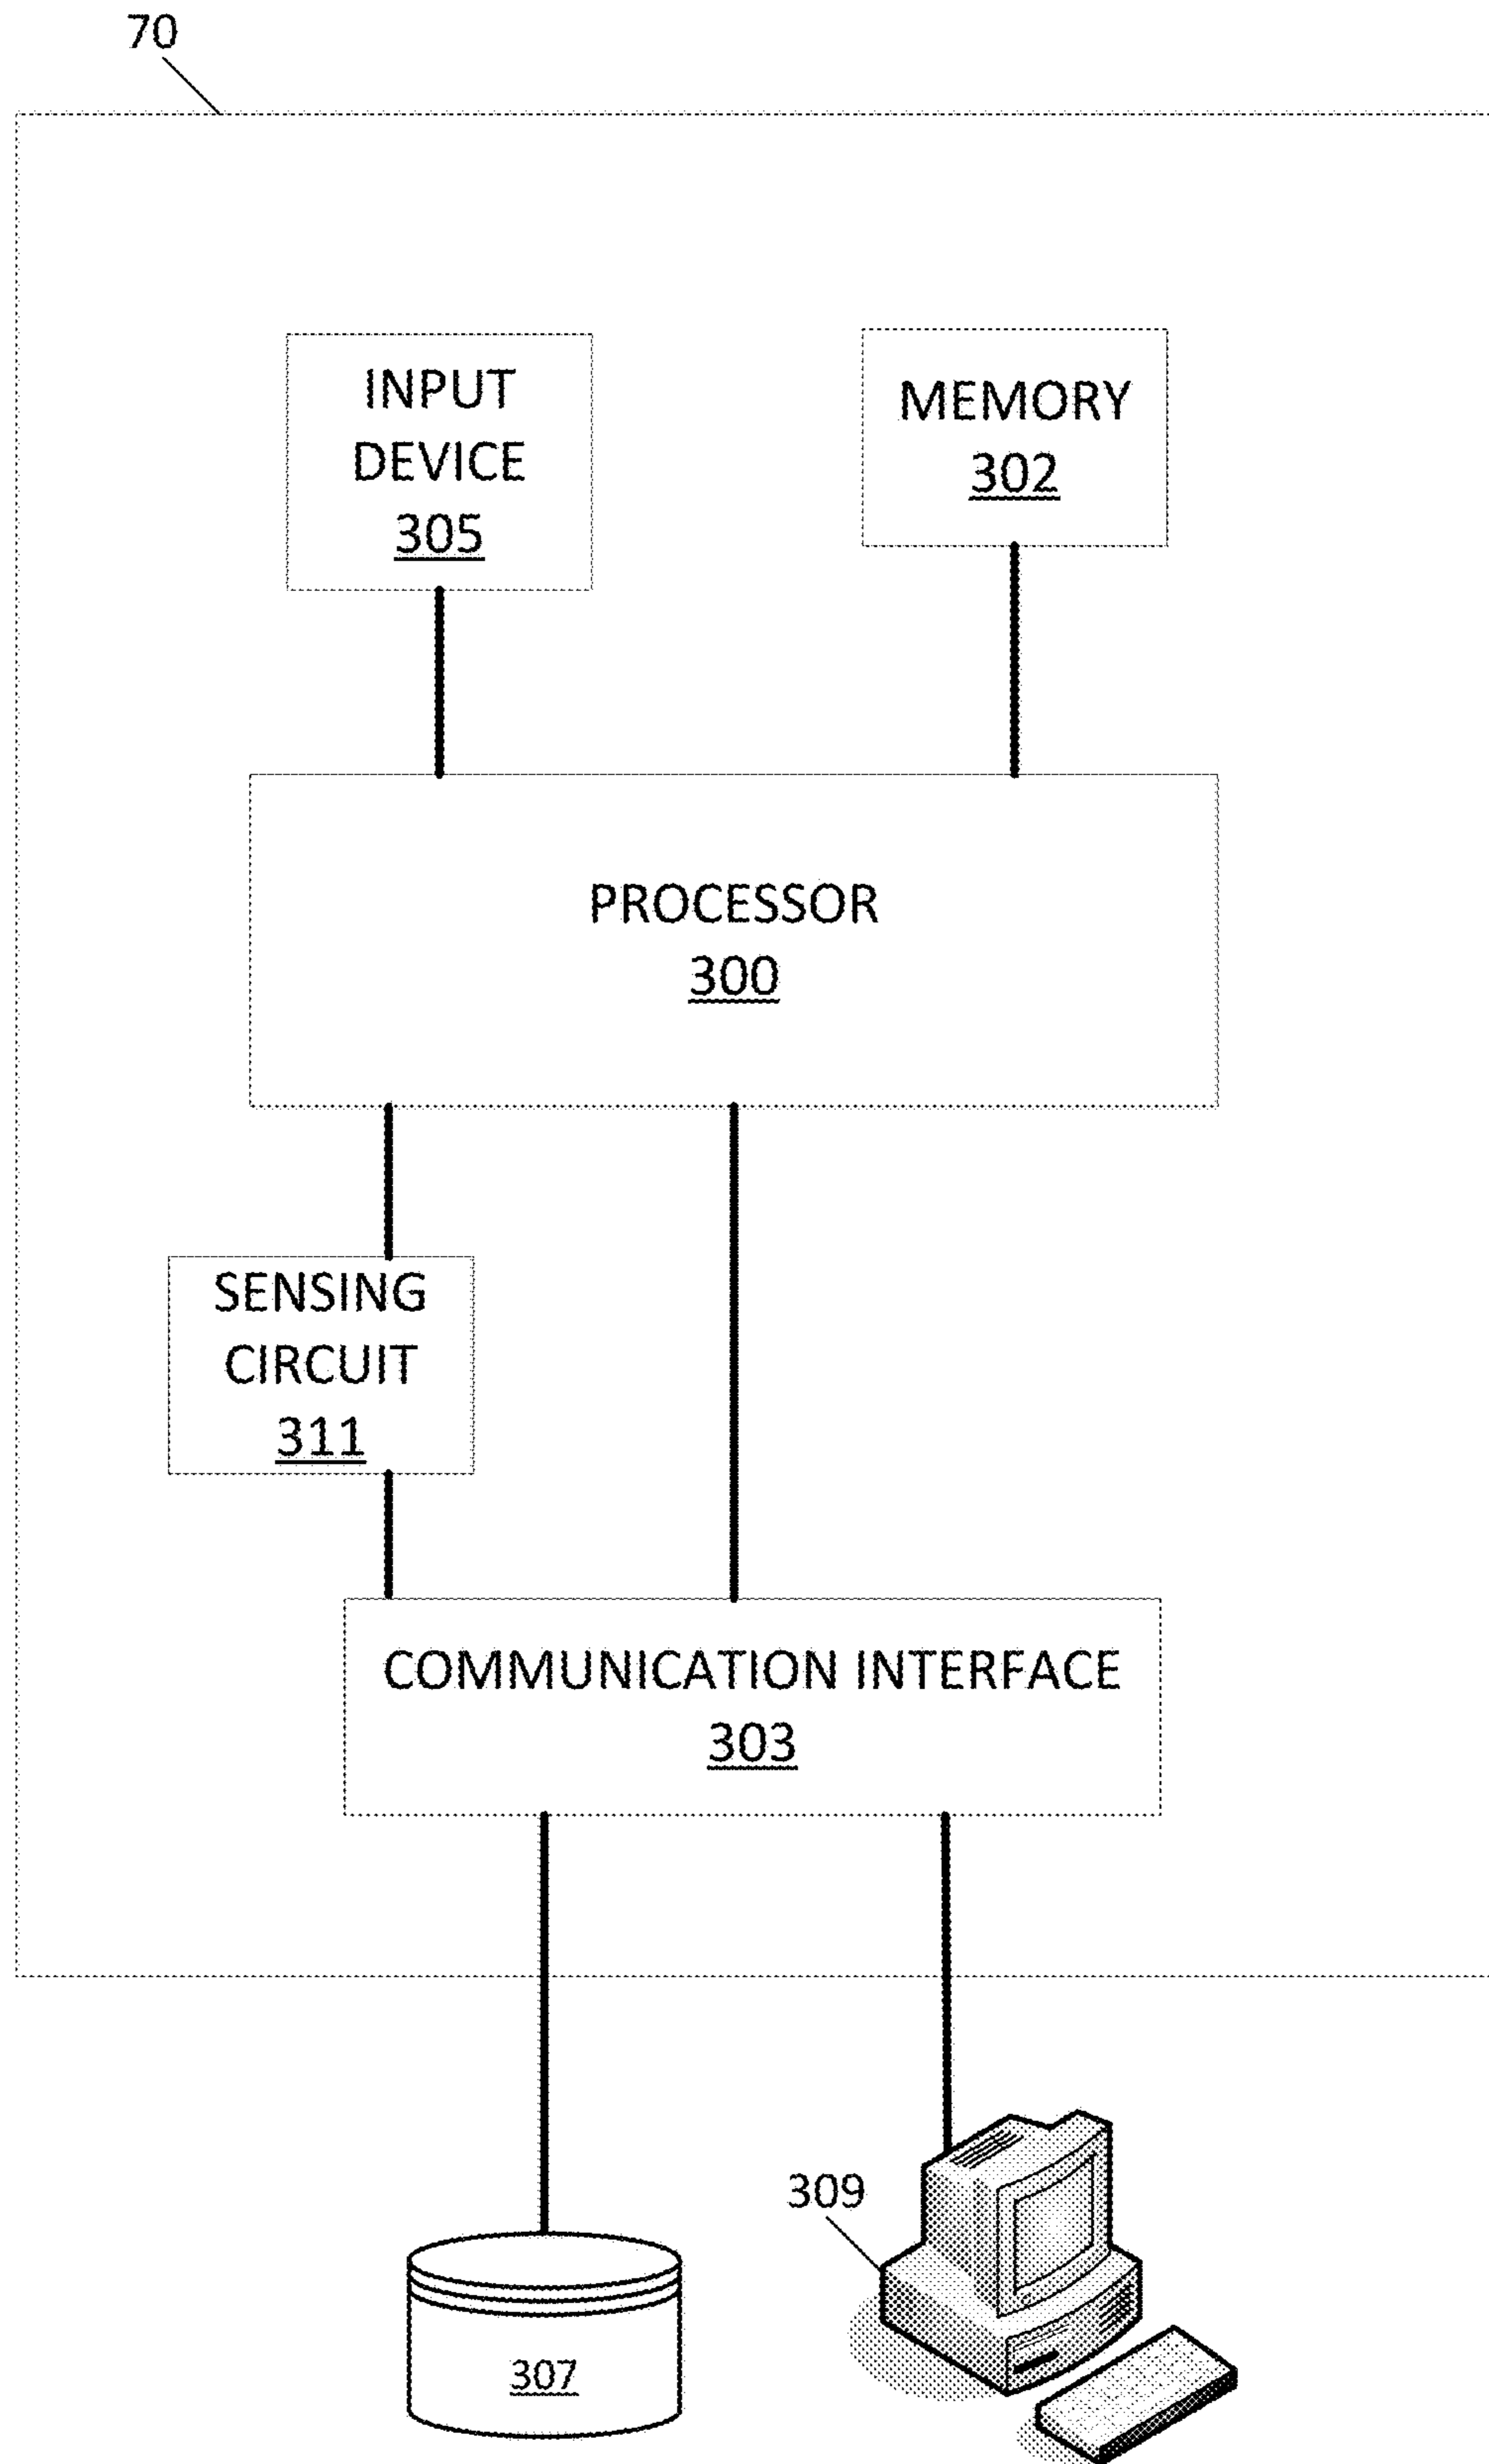 70
INPUT
DEVICE
305
MEMORY
302
PROCESSOR
300
SENSING
CIRCUIT
311
COMMUNICATION INTERFACE
303
309
307